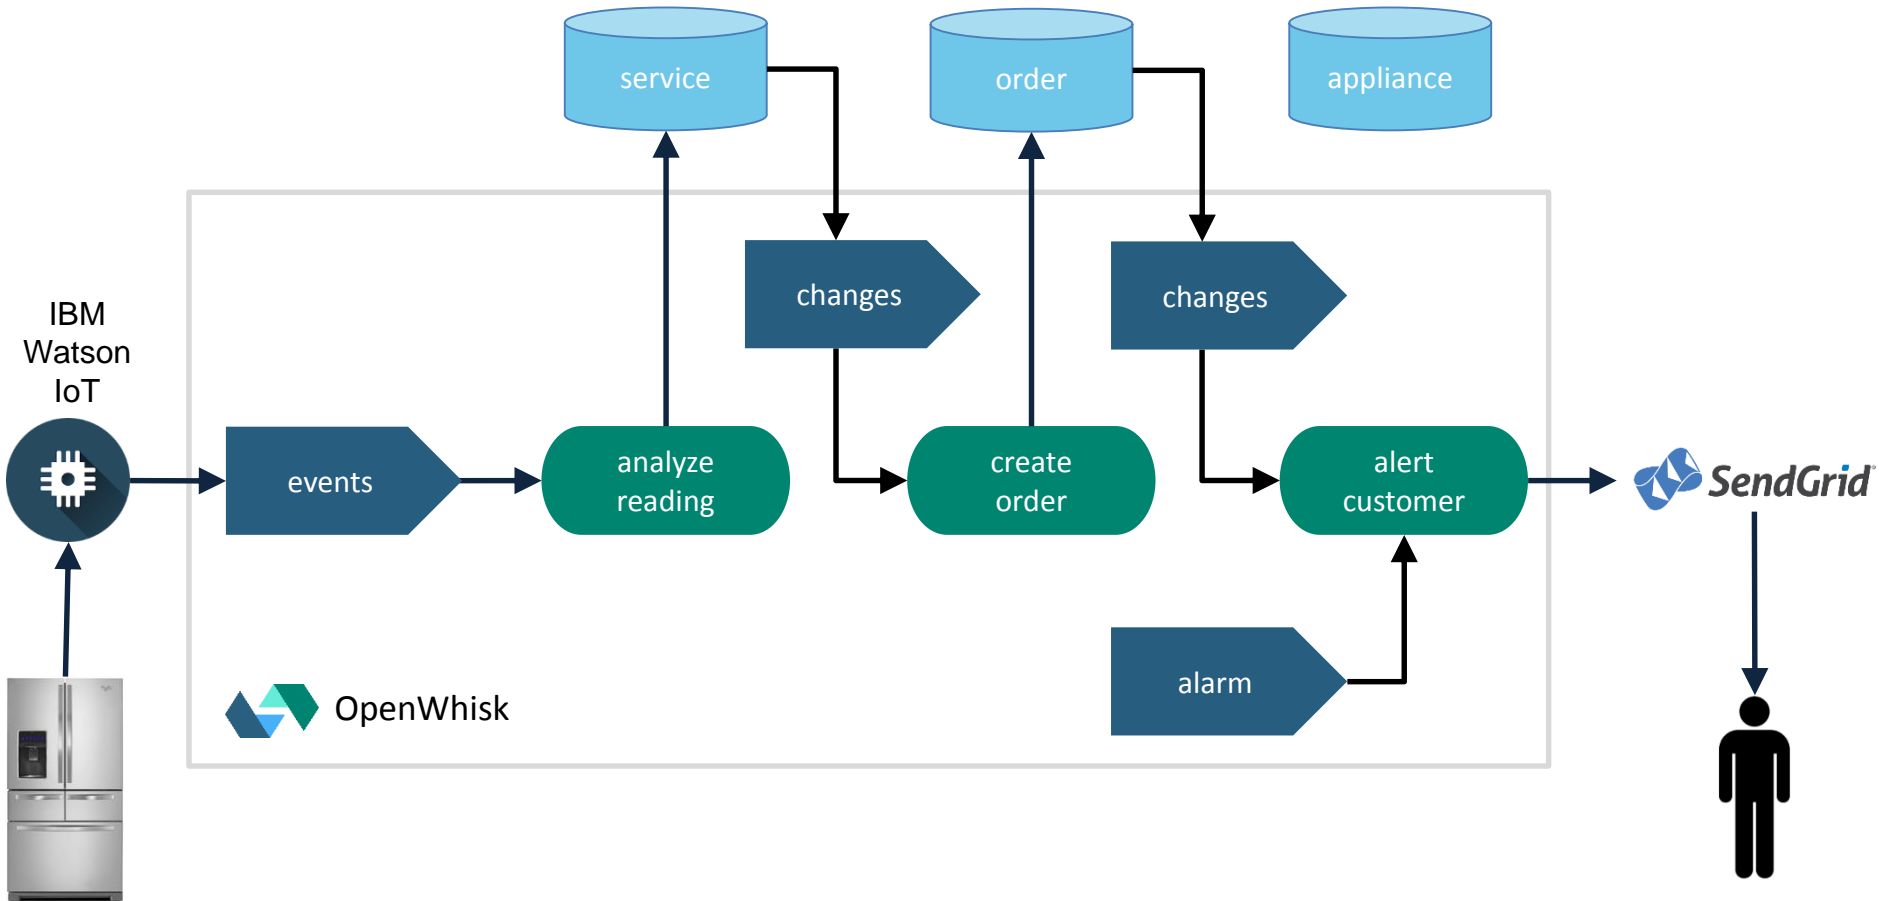 service
order
appliance
changes
changes
IBM
Watson
IoT
events
analyze
reading
create
order
alert
customer
SendGrid
alarm
OpenWhisk